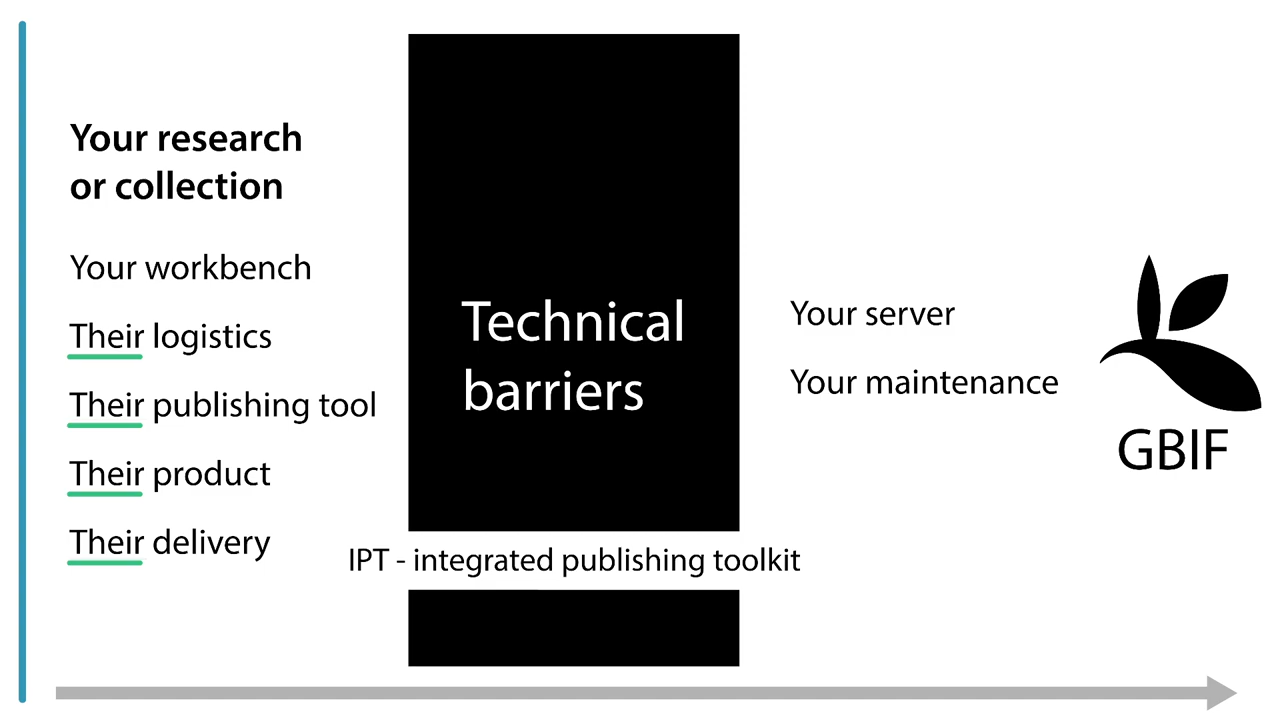 Your research
or collection
Your workbench
Their logistics
Their publishing tool
Their product
Their delivery
Technical
barriers
IPT - integrated publishing toolkit
Your server
Your maintenance
GBIF